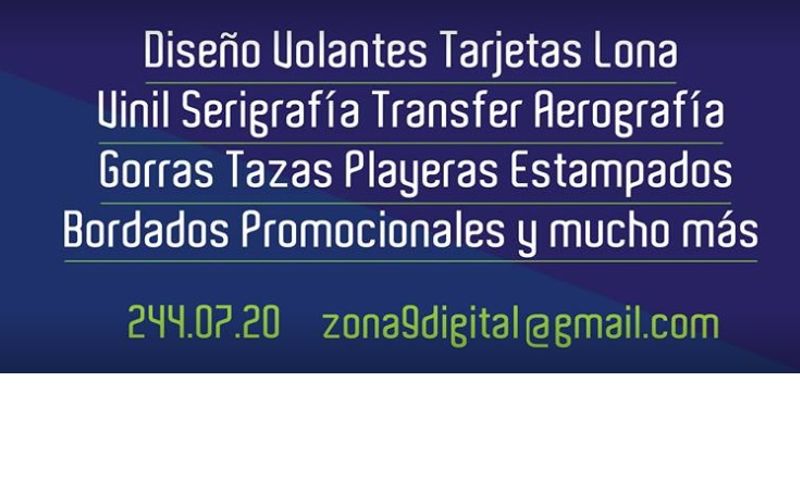 Diseño Volantes Tarjetas Lona
Vinil Serigrafía Transfer Aerografía
Gorras Tazas Playeras Estampados
Bordados Promocionales y mucho más
244.07.20 zona9digital@gmail.com